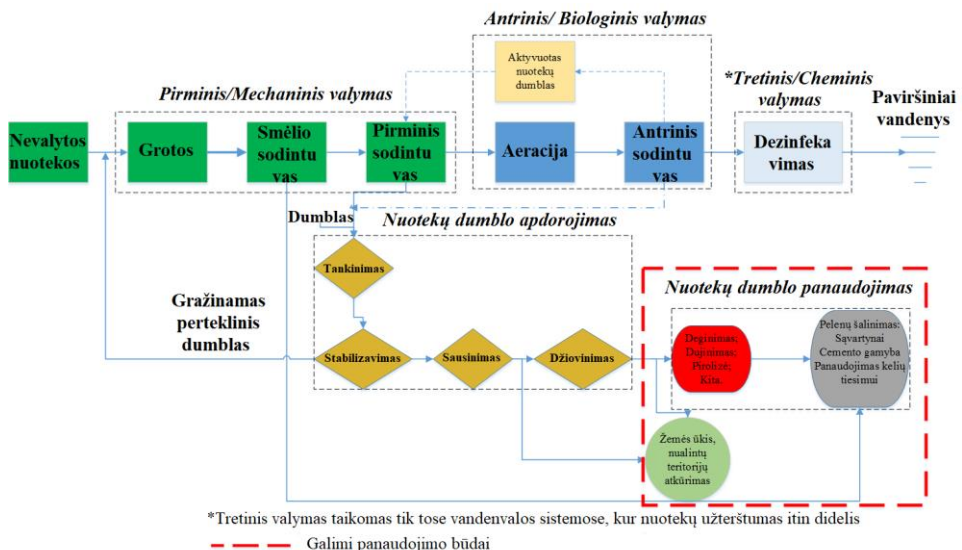 Antrinis/ Biologinis valymas
Aktyvuotas
nuotekų
dumblas
*Tretinis/Cheminis
valymas
Paviršiniai
vandenys
Pirminis/Mechaninis valymas
Nevalytos
nuotekos
Grotos
Smėlio
sodintu
vas
Pirminis
sodintu
vas
Aeracija
Antrinis
sodintu
vas
Dezinfeka
vimas
Dumblas
Nuotekų dumblo apdorojimas
Tankinimas
Gražinamas
perteklinis
dumblas
Stabilizavimas
Sausinimas
Džiovinimas
Nuotekų dumblo panaudojimas
Deginimas;
Dujinimas;
Pirolizė;
Kita.
Pelenų šalinimas:
Sąvartynai
Cemento gamyba
Panaudojimas kelių
tiesimui
Žemės ūkis,
nualintų
teritorijų
atkūrimas
*Tretinis valymas taikomas tik tose vandenvalos sistemose, kur nuotekų užterštumas itin didelis
Galimi panaudojimo būdai